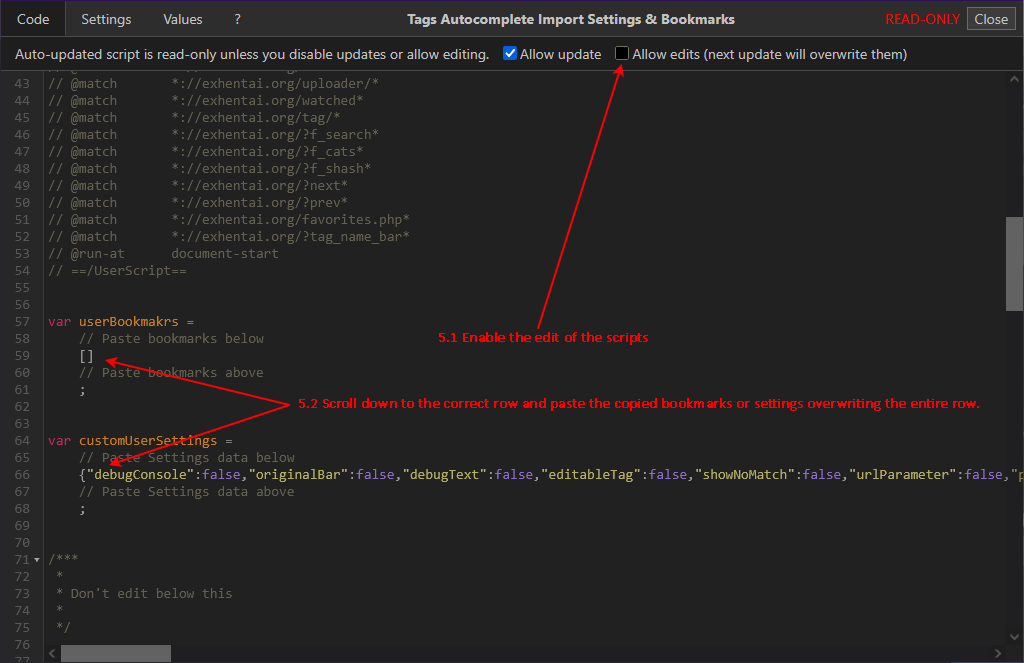 Code Settings Values ? Tags Autocomplete Import Settings & Bookmarks READ-ONLY Close
Auto-updated script is read-only unless you disable updates or allow editing. Allow update Allow edits (next update will overwrite them)
43 // @match *://exhentai.org/uploader/*
44 // @match *://exhentai.org/watched*
45 // @match *://exhentai.org/tag/*
46 // @match *://exhentai.org/?f_search*
47 // @match *://exhentai.org/?f_cats*
48 // @match *://exhentai.org/?f_shash*
49 // @match *://exhentai.org/?next*
50 // @match *://exhentai.org/?prev*
51 // @match *://exhentai.org/favorites.php*
52 // @match *://exhentai.org/?tag_name_bar*
53 // @run-at document-start
54 // ==/UserScript==
55
56
57 var userBookmakrs =
58 // Paste bookmarks below
5.1 Enable the edit of the scripts
59 []
60 // Paste bookmarks above
61 ;
5.2 Scroll down to the correct row and paste the copied bookmarks or settings overwriting the entire row.
62
63
64 var customUserSettings =
65 // Paste Settings data below
66 {"debugConsole":false,"originalBar":false,"debugText":false,"editableTag":false,"showNoMatch":false,"urlParameter":false,"p
67 // Paste Settings data above
68 ;
69
70
71 /***
72 *
73 * Don't edit below this
74 *
75 */
76
77